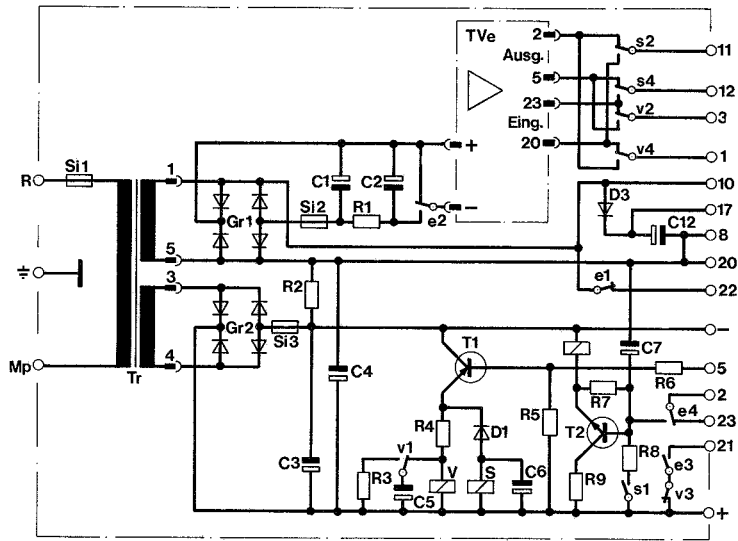 TVe
2
Ausg.
5
23
Eing.
20
s2
11
s4
12
v2
3
v4
1
+
−
R
Si1
1
C1
C2
Gr1
Si2
R1
e2
D3
10
17
C12
8
5
20
3
R2
e1
22
Gr2
Si3
−
T1
C7
4
Mp
Tr
C4
R6
5
R7
2
R4
D1
R5
T2
e4
23
C3
v1
R8
21
R3
C5
V
S
C6
R9
s1
e3
v3
+